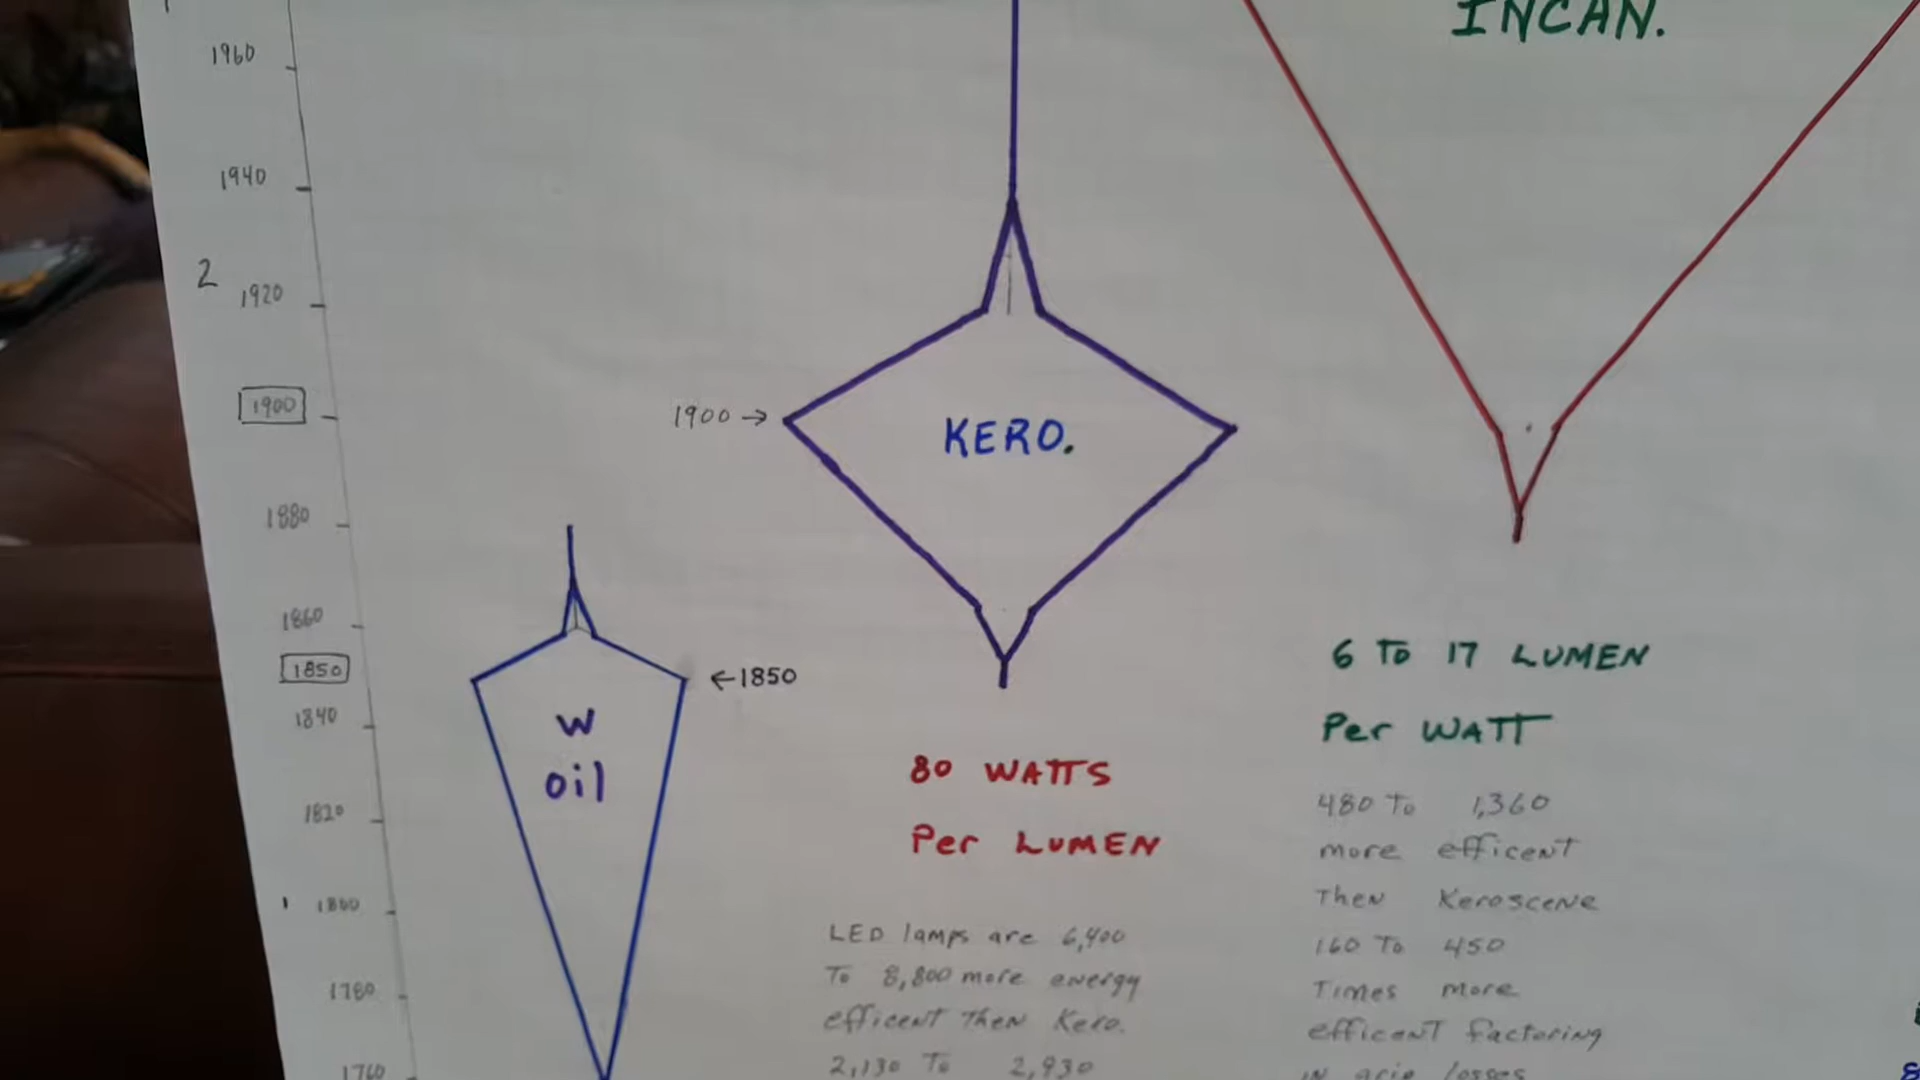 INCAN.
1960
1940
2
1920
1900
1880
1860
1850
1840
1820
1800
1780
1760
1900 →
KERO.
←1850
W
oil
80 WATTS
Per LUMEN
LED lamps are 6,400
To 8,800 more energy
efficent Then Kero.
2,130 To 2,930
6 TO 17 LUMEN
Per WATT
480 To 1,360
more efficent
Then Keroscene
160 To 450
Times more
efficent factoring
losses